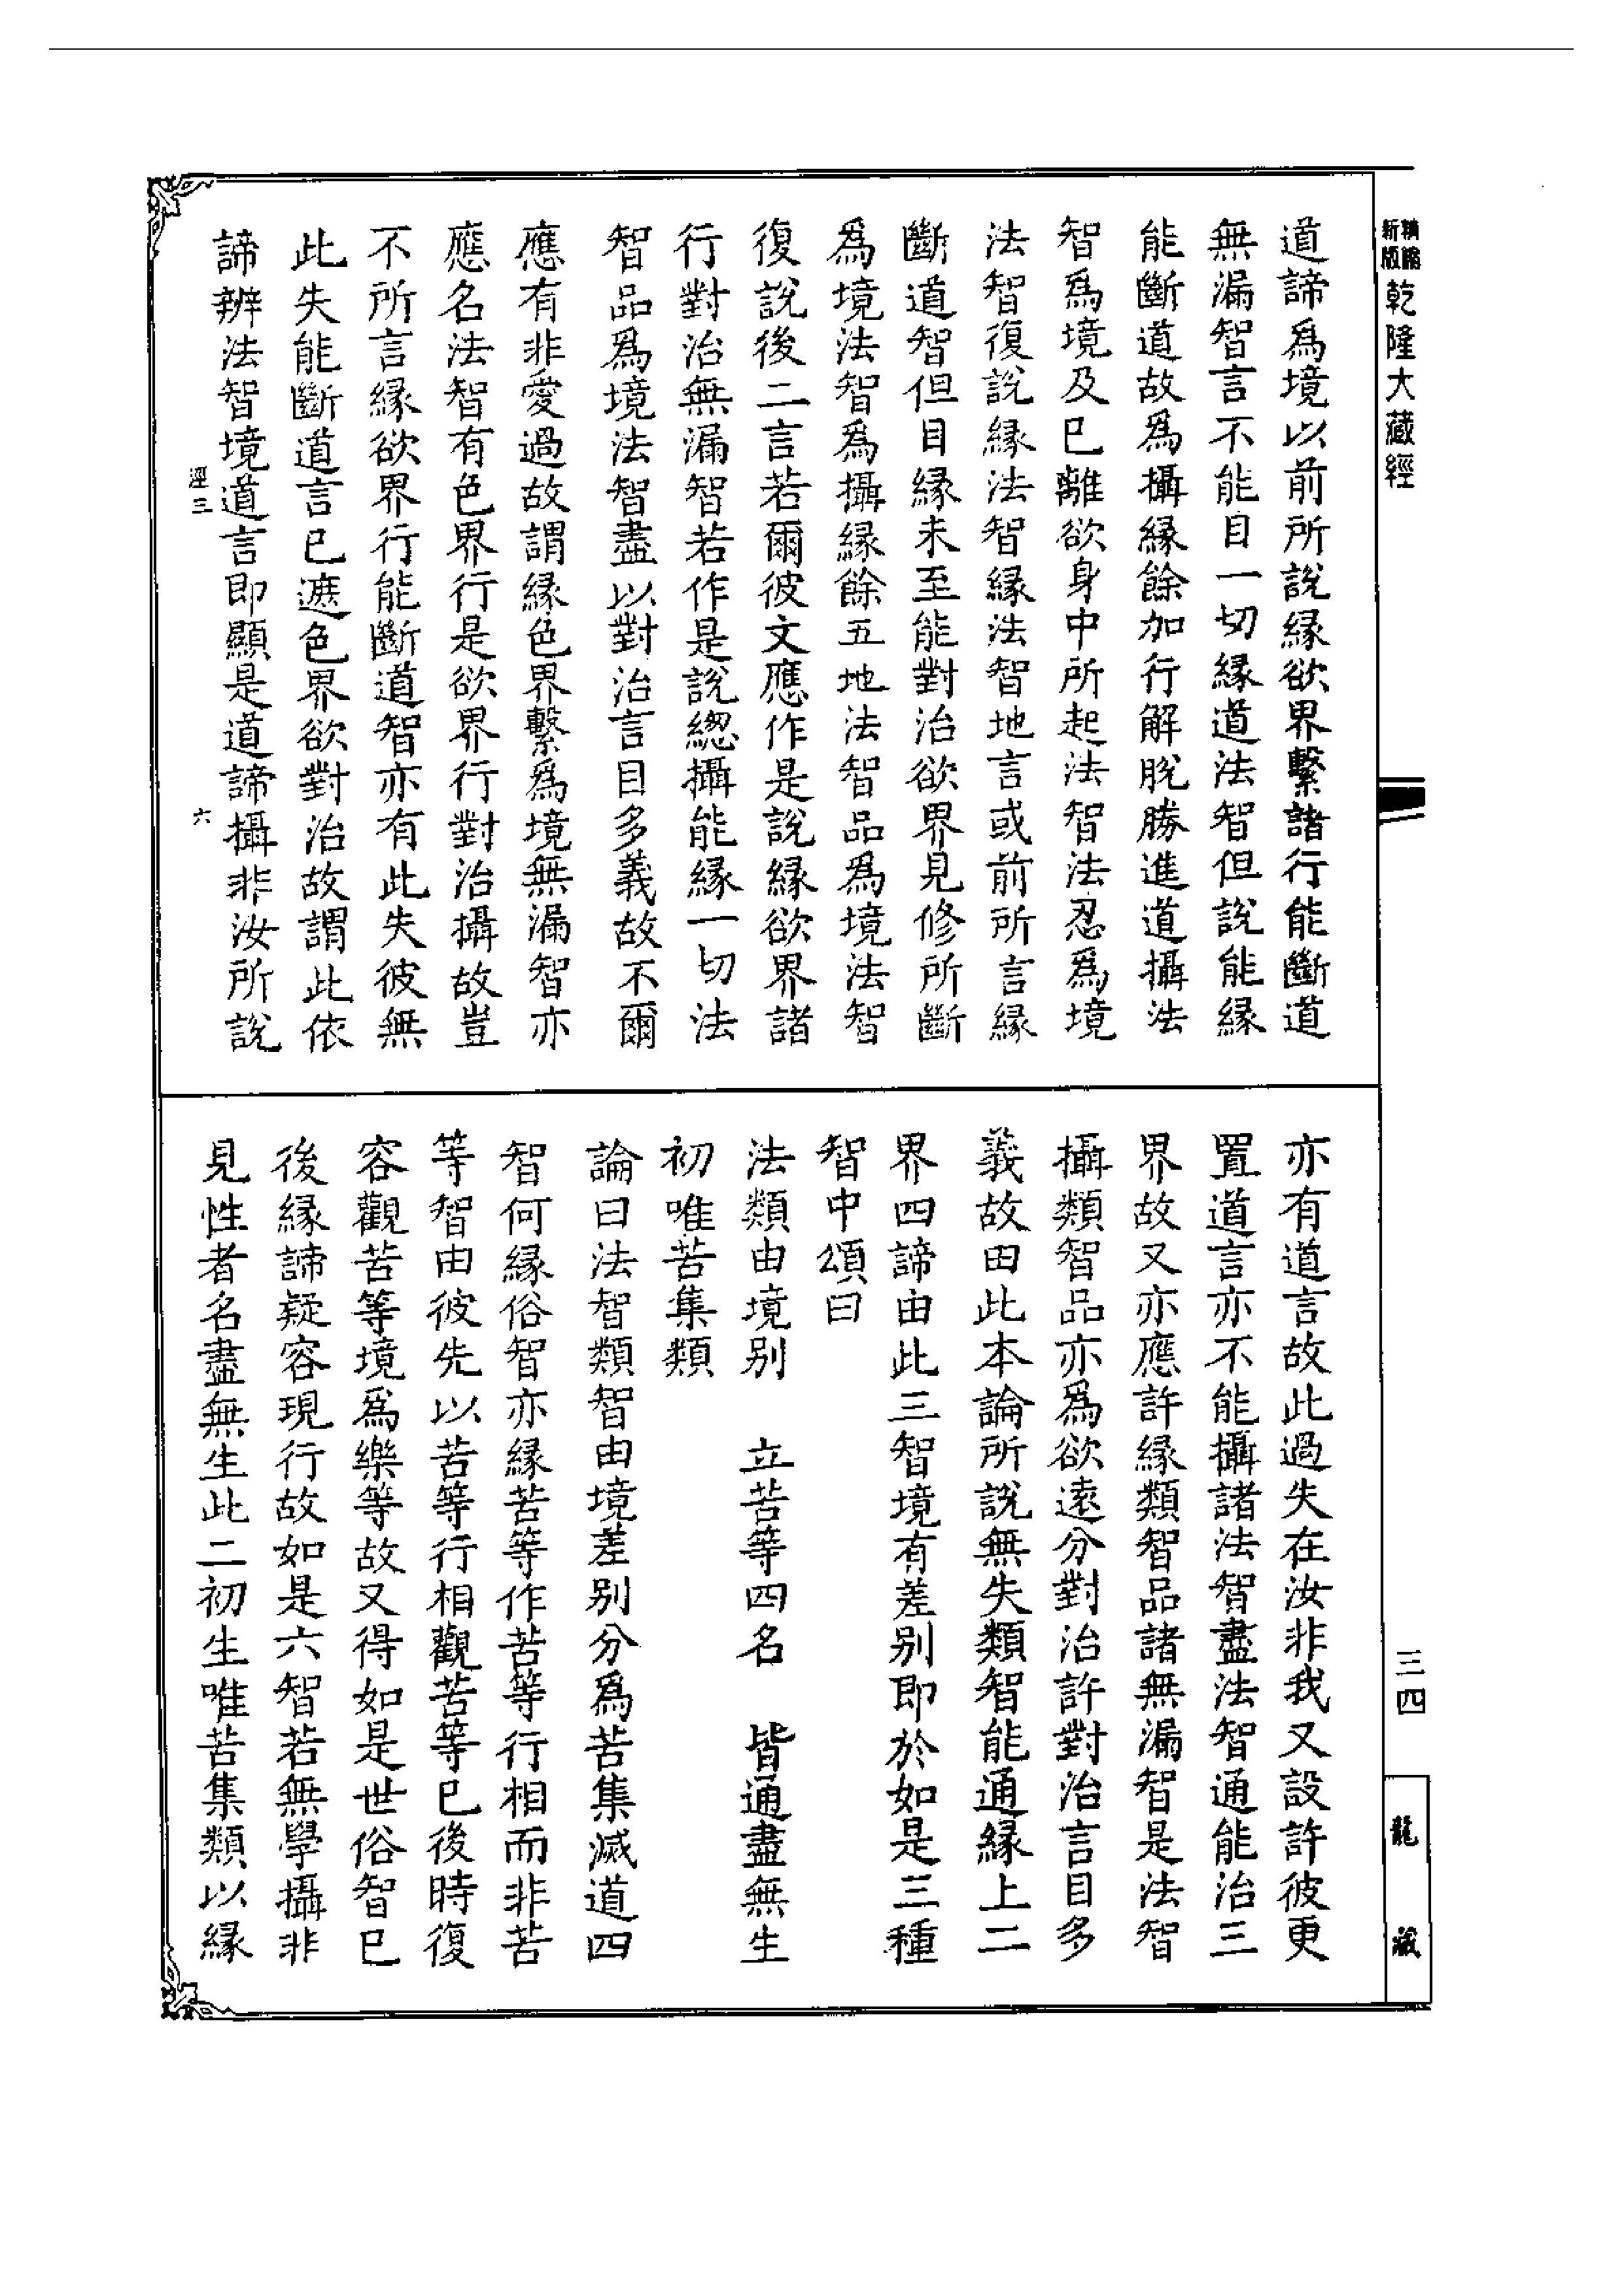 精縮新版乾隆大藏經
道諦爲境以前所說緣欲界繫諸行能斷道
無漏智言不能目一切緣道法智但說能緣
能斷道故爲攝緣餘加行解脫勝進道攝法
智爲境及已離欲身中所起法智法忍爲境
法智復說緣法智緣法智地言或前所言緣
斷道智但目緣未至能對治欲界見修所斷
爲境法智爲攝緣餘五地法智品爲境法智
復說後二言若爾彼文應作是說緣欲界諸
行對治無漏智若作是說緫攝能緣一切法
智品爲境法智盡以對治言目多義故不爾
應有非愛過故謂緣色界繫爲境無漏智亦
應名法智有色界行是欲界行對治攝故豈
不所言緣欲界行能斷道智亦有此失彼無
此失能斷道言已遮色界欲對治故謂此依
諦辨法智境道言即顯是道諦攝非汝所說
亦有道言故此過失在汝非我又設許彼更
置道言亦不能攝諸法智盡法智通能治三
界故又亦應許緣類智品諸無漏智是法智
攝類智品亦爲欲遠分對治許對治言目多
義故由此本論所說無失類智能通緣上二
界四諦由此三智境有差别即於如是三種
智中頌曰
法類由境别 立苦等四名 皆通盡無生
初唯苦集類
論曰法智類智由境差别分爲苦集滅道四
智何緣俗智亦緣苦等作苦等行相而非苦
等智由彼先以苦等行相觀苦等已後時復
容觀苦等境爲樂等故又得如是世俗智已
後緣諦疑容現行故如是六智若無學攝非
見性者名盡無生此二初生唯苦集類以緣
三四
龍藏
六